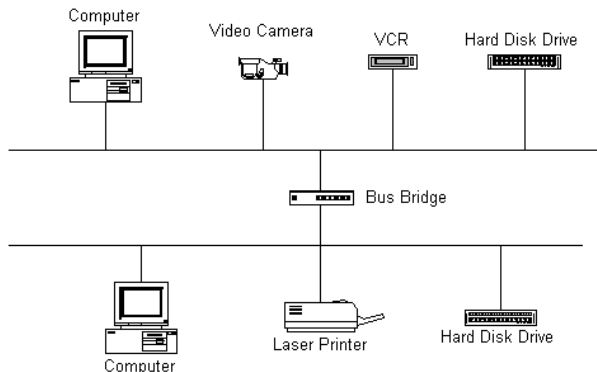 Computer
Video Camera
VCR
Hard Disk Drive
Bus Bridge
Computer
Laser Printer
Hard Disk Drive